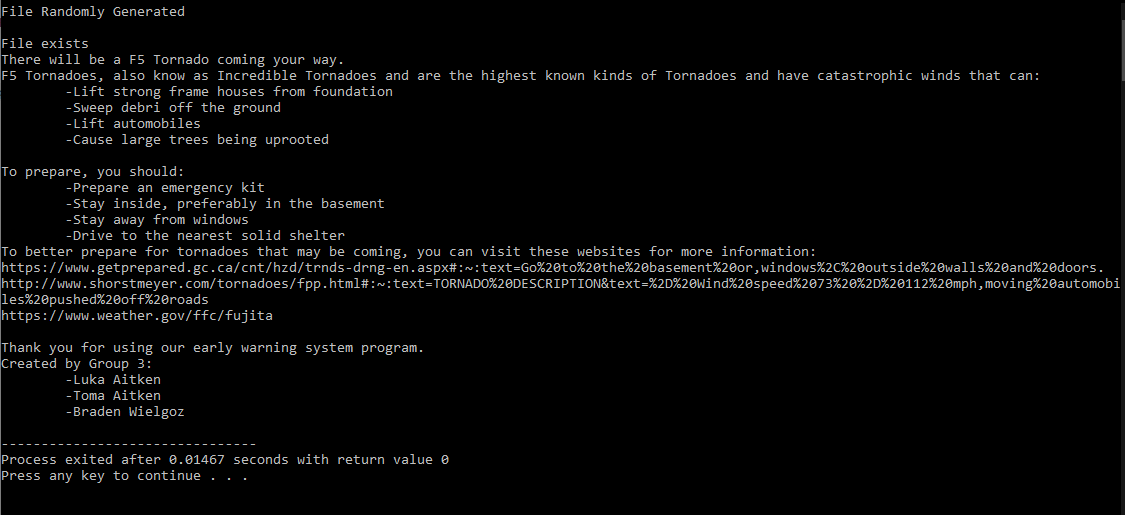 File Randomly Generated
File exists
There will be a F5 Tornado coming your way.
F5 Tornadoes, also know as Incredible Tornadoes and are the highest known kinds of Tornadoes and have catastrophic winds that can:
-Lift strong frame houses from foundation
-Sweep debri off the ground
-Lift automobiles
-Cause large trees being uprooted
To prepare, you should:
-Prepare an emergency kit
-Stay inside, preferably in the basement
-Stay away from windows
-Drive to the nearest solid shelter
To better prepare for tornadoes that may be coming, you can visit these websites for more information:
https://www.getprepared.gc.ca/cnt/hzd/trnds-drng-en.aspx#:~:text=Go%20to%20the%20basement%20or,windows%2C%20outside%20walls%20and%20doors.
http://www.shorstmeyer.com/tornadoes/fpp.html#:~:text=TORNADO%20DESCRIPTION&text=%2D%20Wind%20speed%2073%20%2D%20112%20mph,moving%20automobi
les%20pushed%20off%20roads
https://www.weather.gov/ffc/fujita
Thank you for using our early warning system program.
Created by Group 3:
-Luka Aitken
-Toma Aitken
-Braden Wielgoz
--------------------------------
Process exited after 0.01467 seconds with return value 0
Press any key to continue . . .